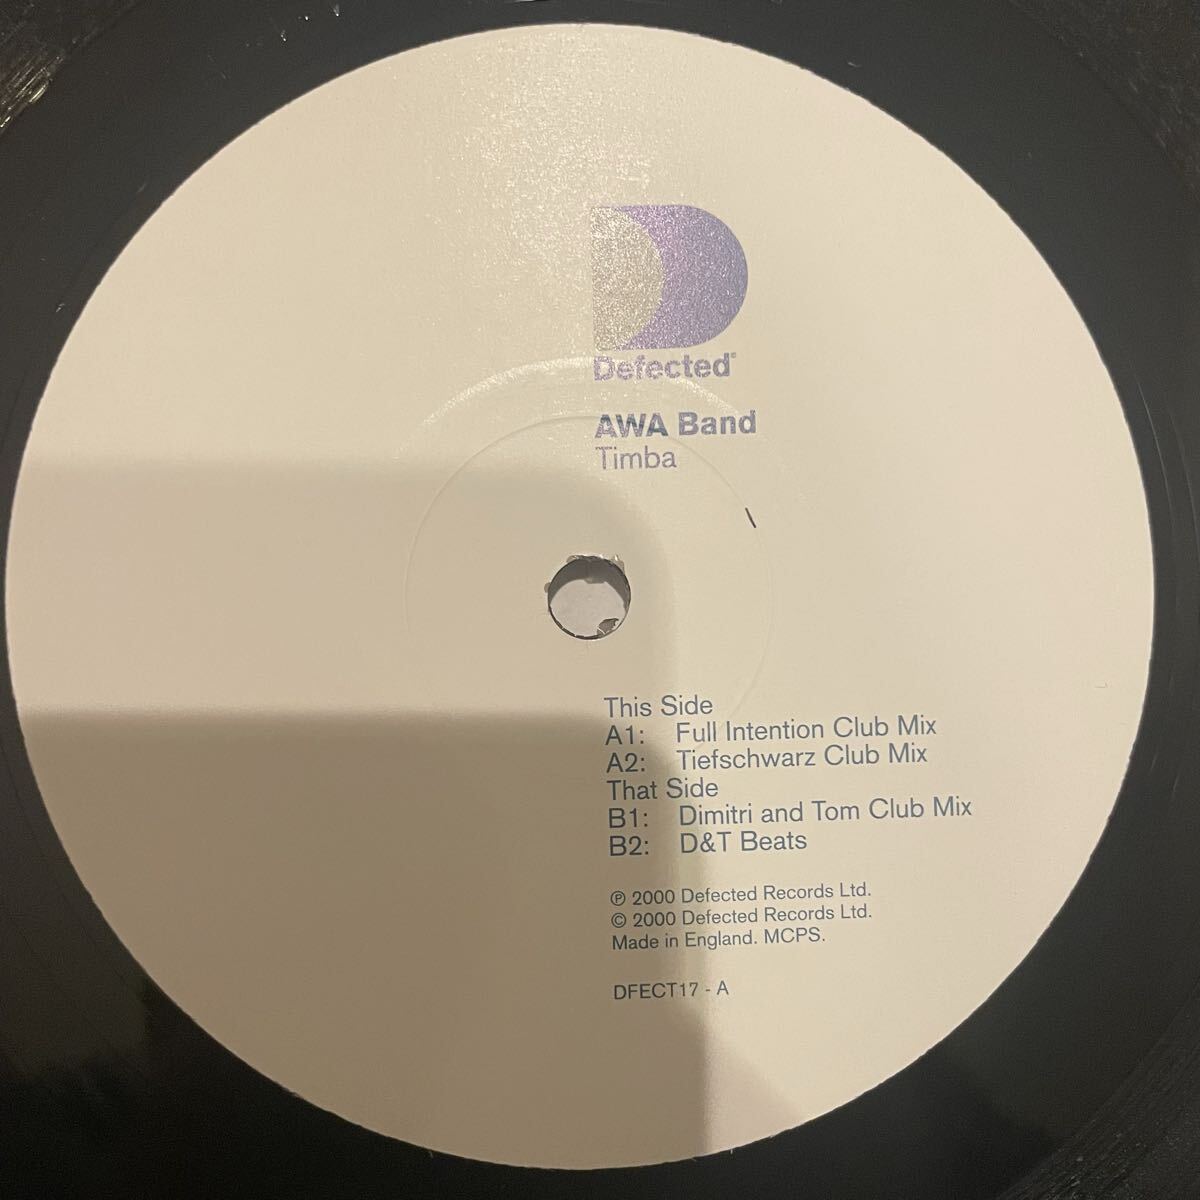 Defected®
AWA Band
Timba
This Side
A1: Full Intention Club Mix
A2: Tiefschwarz Club Mix
That Side
B1: Dimitri and Tom Club Mix
B2: D&T Beats
℗ 2000 Defected Records Ltd.
© 2000 Defected Records Ltd.
Made in England. MCPS.
DFECT17 - A